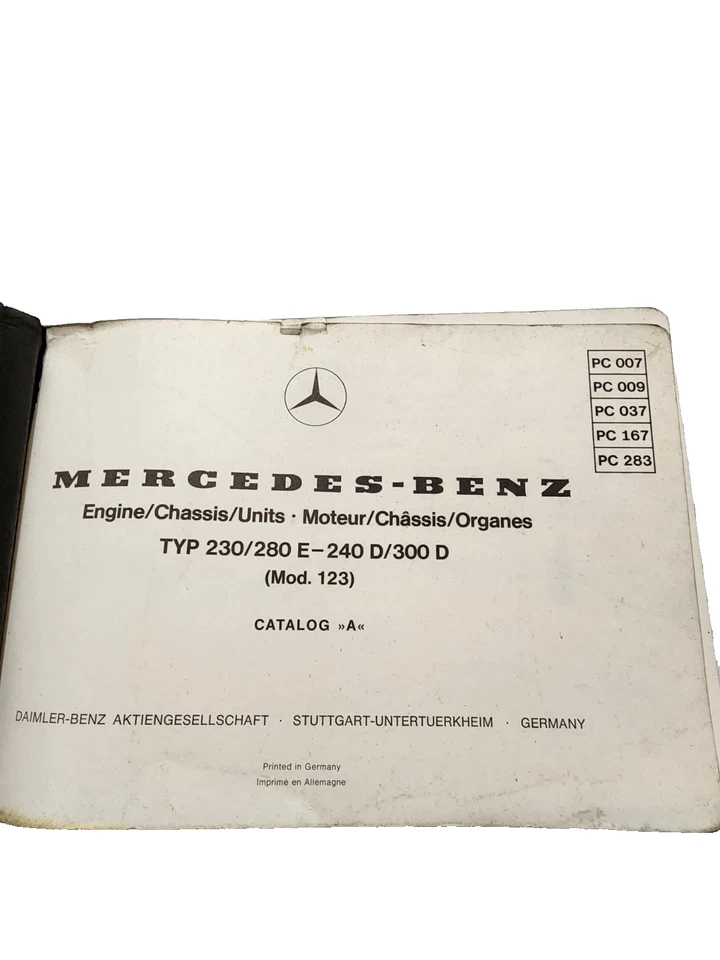 PC 007
PC 009
PC 037
PC 167
PC 283
MERCEDES-BENZ
Engine/Chassis/Units · Moteur/Châssis/Organes
TYP 230/280 E–240 D/300 D
(Mod. 123)
CATALOG »A«
DAIMLER-BENZ AKTIENGESELLSCHAFT · STUTTGART-UNTERTUERKHEIM · GERMANY
Printed in Germany
Imprimé en Allemagne